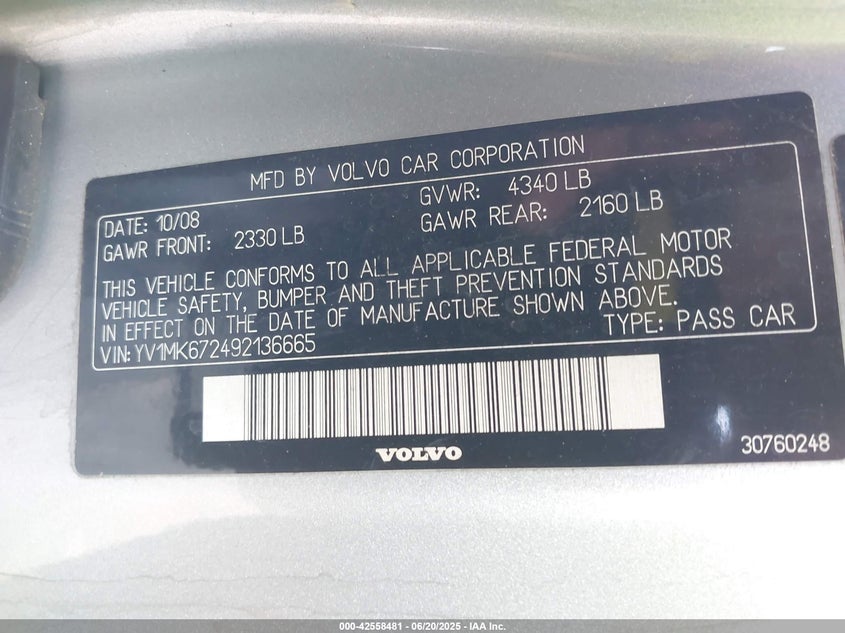 MFD BY VOLVO CAR CORPORATION
DATE: 10/08 GVWR: 4340 LB
GAWR FRONT: 2330 LB GAWR REAR: 2160 LB
THIS VEHICLE CONFORMS TO ALL APPLICABLE FEDERAL MOTOR
VEHICLE SAFETY, BUMPER AND THEFT PREVENTION STANDARDS
IN EFFECT ON THE DATE OF MANUFACTURE SHOWN ABOVE.
VIN: YV1MK672492136665 TYPE: PASS CAR
VOLVO
30760248
000-42558481 | 06/20/2025 | IAA Inc.